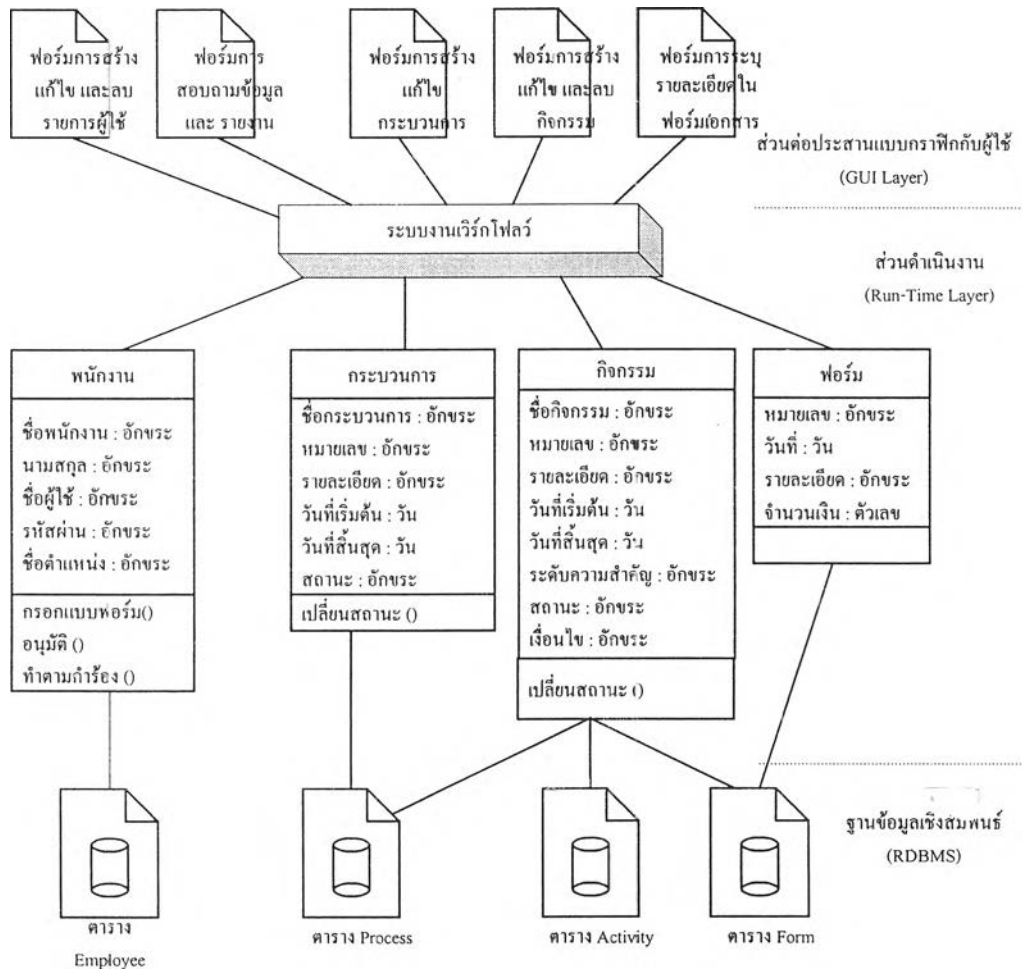 ฟอร์มการสร้าง
แก้ไข และลบ
รายการผู้ใช้
ฟอร์มการ
สอบถามข้อมูล
และ รายงาน
ฟอร์มการสร้าง
แก้ไข
กระบวนการ
ฟอร์มการสร้าง
แก้ไข และลบ
กิจกรรม
ฟอร์มการระบุ
รายละเอียดใน
ฟอร์มเอกสาร
ส่วนต่อประสานแบบกราฟิกกับผู้ใช้
(GUI Layer)
ระบบงานเวิร์กโฟลว์
ส่วนดำเนินงาน
(Run-Time Layer)
พนักงาน
ชื่อพนักงาน : อักขระ
นามสกุล : อักขระ
ชื่อผู้ใช้ : อักขระ
รหัสผ่าน : อักขระ
ชื่อตำแหน่ง : อักขระ
กรอกแบบฟอร์ม()
อนุมัติ ()
ทำตามคำร้อง ()
กระบวนการ
ชื่อกระบวนการ : อักขระ
หมายเลข : อักขระ
รายละเอียด : อักขระ
วันที่เริ่มต้น : วัน
วันที่สิ้นสุด : วัน
สถานะ : อักขระ
เปลี่ยนสถานะ ()
กิจกรรม
ชื่อกิจกรรม : อักขระ
หมายเลข : อักขระ
รายละเอียด : อักขระ
วันที่เริ่มต้น : วัน
วันที่สิ้นสุด : วัน
ระดับความสำคัญ : อักขระ
สถานะ : อักขระ
เงื่อนไข : อักขระ
เปลี่ยนสถานะ ()
ฟอร์ม
หมายเลข : อักขระ
วันที่ : วัน
รายละเอียด : อักขระ
จำนวนเงิน : ตัวเลข
ฐานข้อมูลเชิงสัมพันธ์
(RDBMS)
ตาราง
Employee
ตาราง Process
ตาราง Activity
ตาราง Form